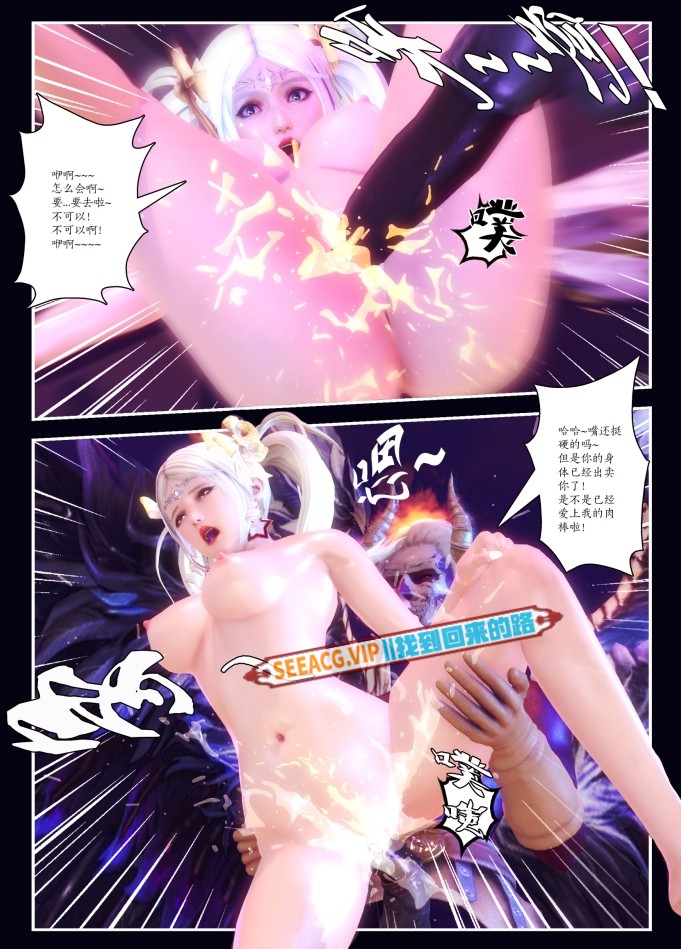 咿啊~~~
怎么会啊~
要...要去啦~
不可以!
不可以啊!
咿啊~~~~
噗
哈哈~嘴还挺
硬的吗~
但是你的身
体已经出卖
你了!
是不是已经
爱上我的肉
棒啦!
嗯~
SEEACG.VIP||找到回来的路
噗